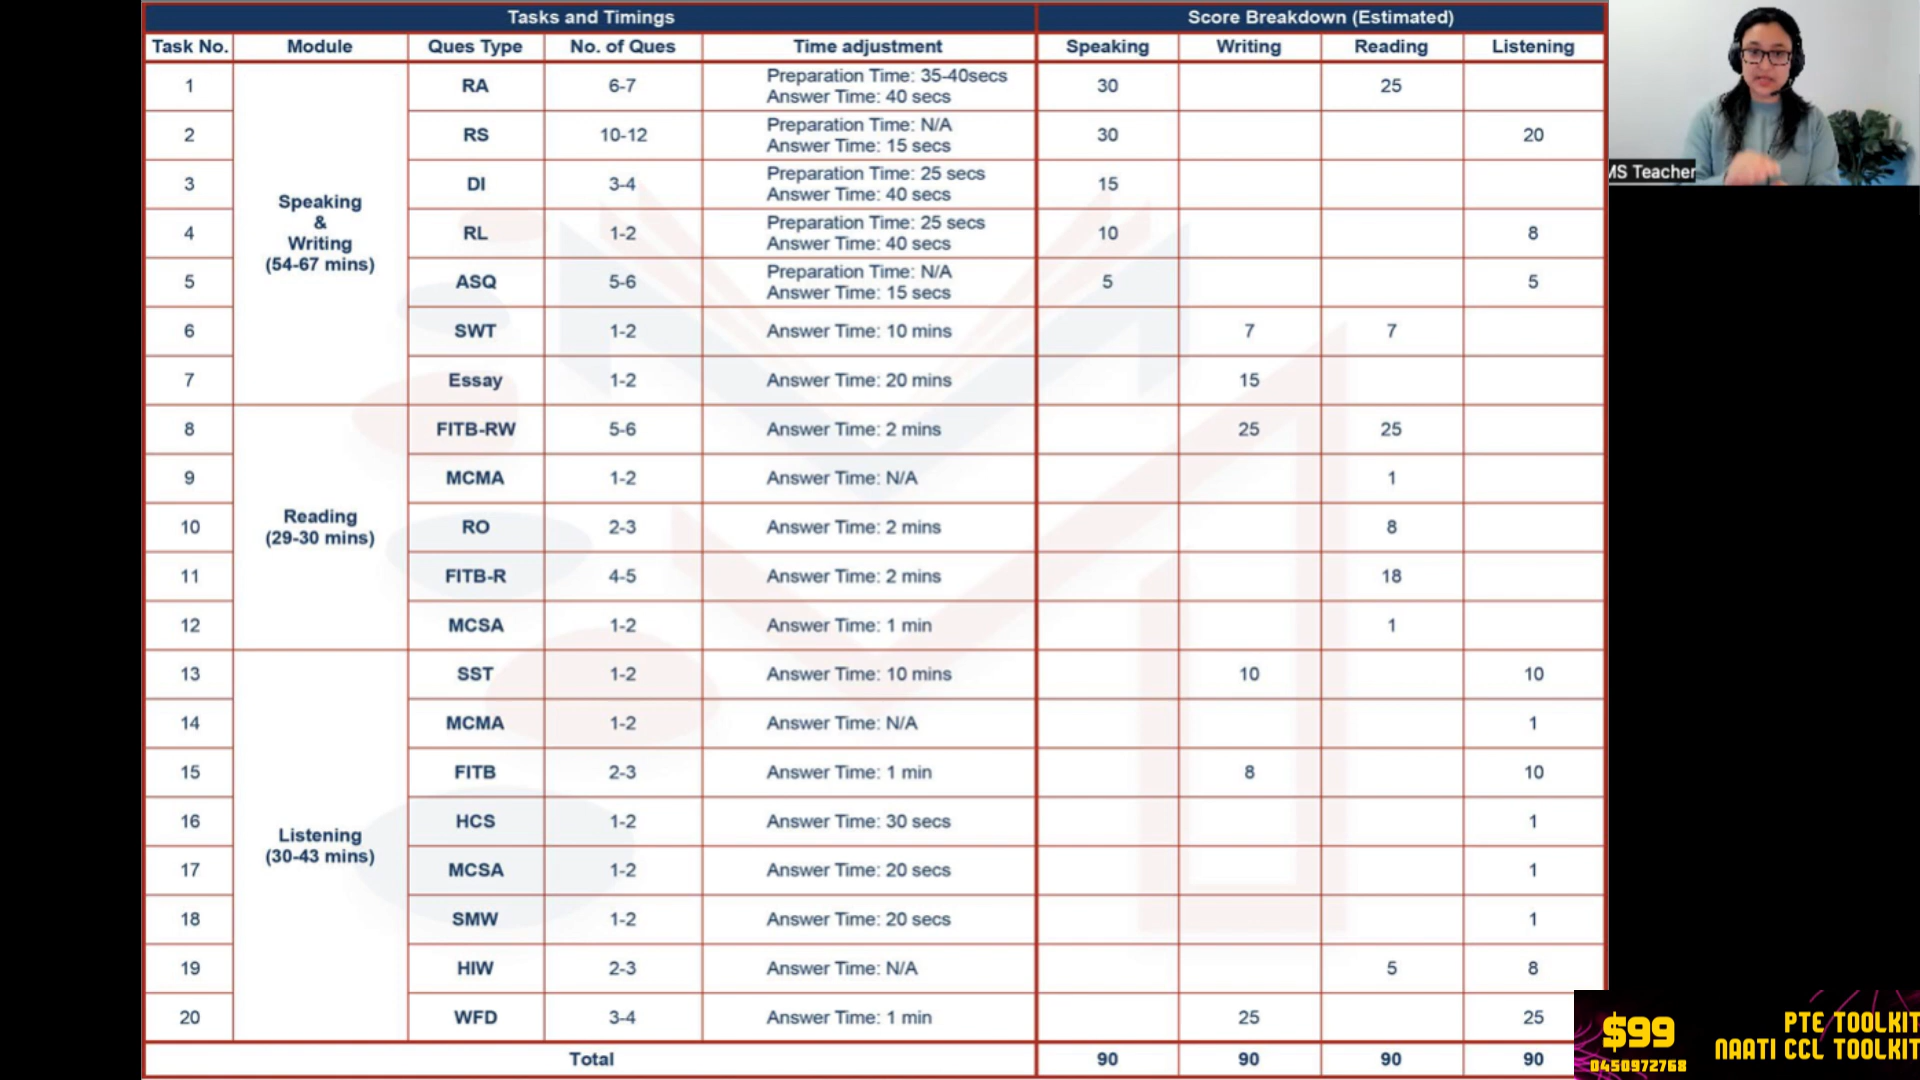 Tasks and Timings Score Breakdown (Estimated)
Task No. Module Ques Type No. of Ques Time adjustment Speaking Writing Reading Listening
1 RA 6-7 Preparation Time: 35-40secs 30 25
Answer Time: 40 secs
2 RS 10-12 Preparation Time: N/A 30 20
Answer Time: 15 secs
MS Teacher
3 DI 3-4 Preparation Time: 25 secs 15
Answer Time: 40 secs
Speaking
&
Writing
(54-67 mins)
4 RL 1-2 Preparation Time: 25 secs 10 8
Answer Time: 40 secs
5 ASQ 5-6 Preparation Time: N/A 5 5
Answer Time: 15 secs
6 SWT 1-2 Answer Time: 10 mins 7 7
7 Essay 1-2 Answer Time: 20 mins 15
8 FITB-RW 5-6 Answer Time: 2 mins 25 25
9 MCMA 1-2 Answer Time: N/A 1
Reading
(29-30 mins)
10 RO 2-3 Answer Time: 2 mins 8
11 FITB-R 4-5 Answer Time: 2 mins 18
12 MCSA 1-2 Answer Time: 1 min 1
13 SST 1-2 Answer Time: 10 mins 10 10
14 MCMA 1-2 Answer Time: N/A 1
15 FITB 2-3 Answer Time: 1 min 8 10
16 HCS 1-2 Answer Time: 30 secs 1
Listening
(30-43 mins)
17 MCSA 1-2 Answer Time: 20 secs 1
18 SMW 1-2 Answer Time: 20 secs 1
19 HIW 2-3 Answer Time: N/A 5 8
20 WFD 3-4 Answer Time: 1 min 25 25
Total 90 90 90 90
$99
0450972768
PTE TOOLKIT
NAATI CCL TOOLKIT